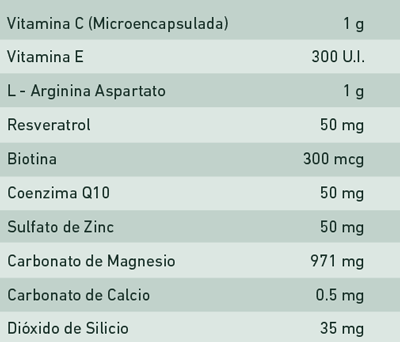 Vitamina C (Microencapsulada) 1 g
Vitamina E 300 U.I.
L - Arginina Aspartato 1 g
Resveratrol 50 mg
Biotina 300 mcg
Coenzima Q10 50 mg
Sulfato de Zinc 50 mg
Carbonato de Magnesio 971 mg
Carbonato de Calcio 0.5 mg
Dióxido de Silicio 35 mg